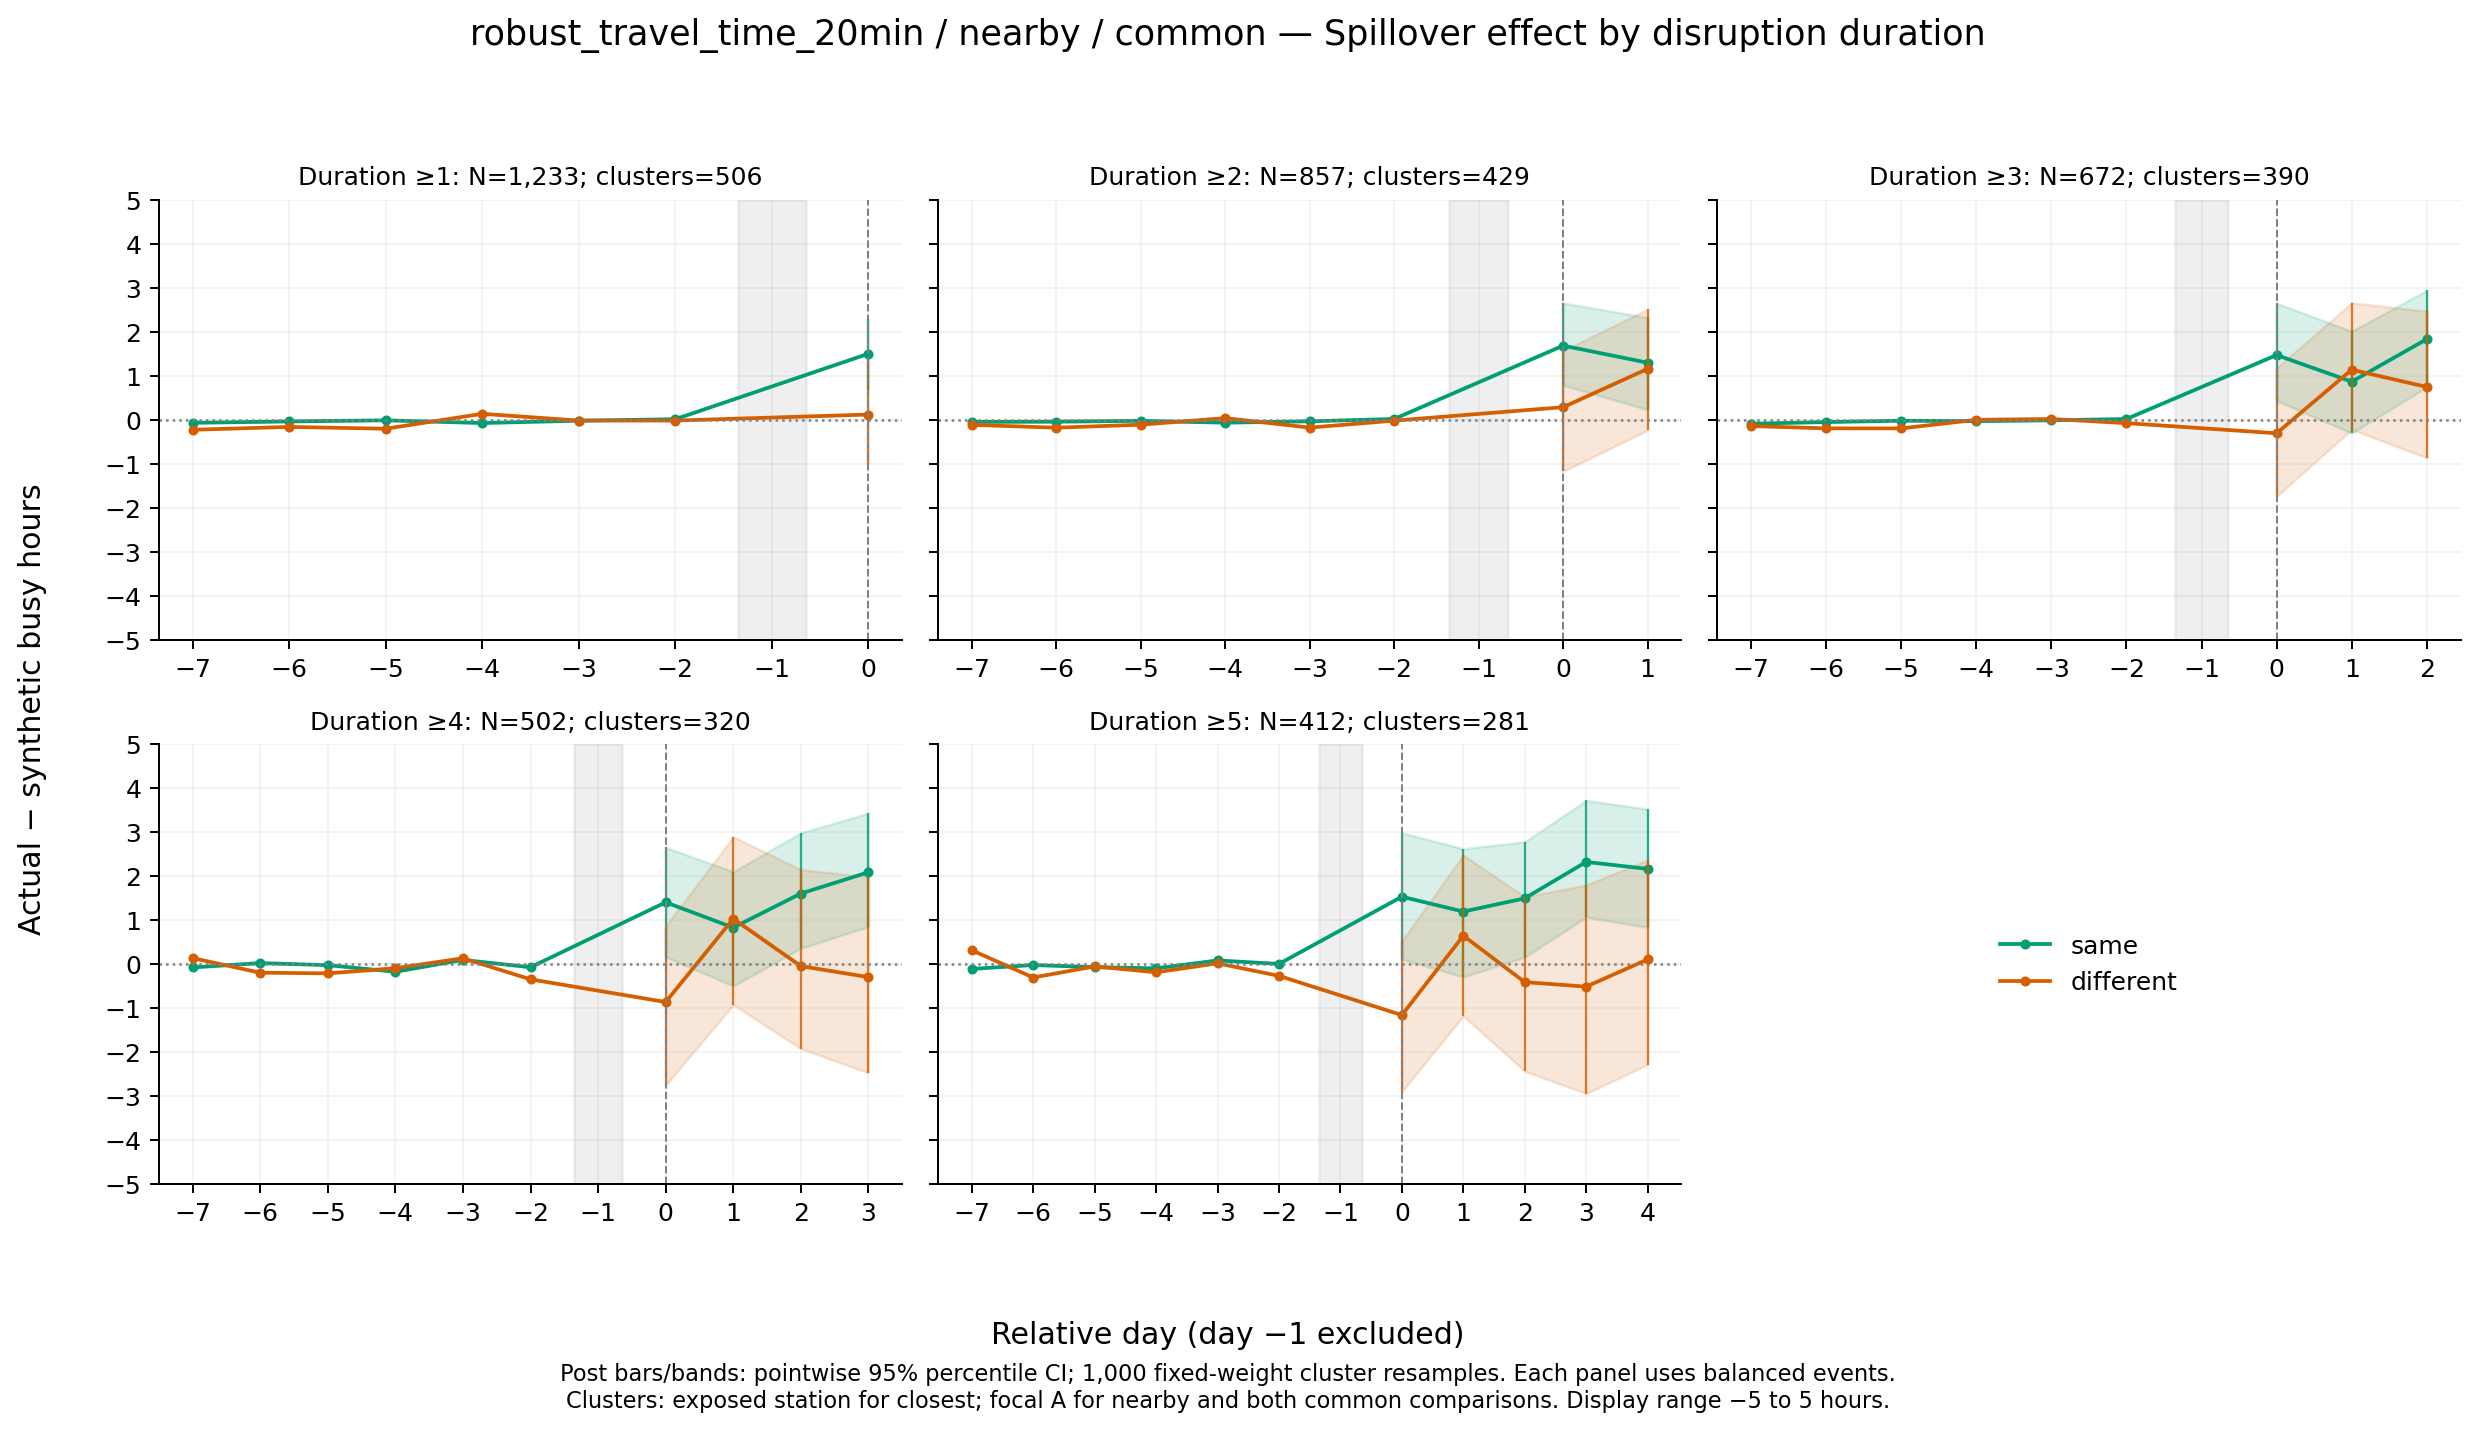 robust_travel_time_20min / nearby / common — Spillover effect by disruption duration
Duration ≥1: N=1,233; clusters=506
Duration ≥2: N=857; clusters=429
Duration ≥3: N=672; clusters=390
5
4
3
2
1
0
−1
−2
−3
−4
−5
−7 −6 −5 −4 −3 −2 −1 0
−7 −6 −5 −4 −3 −2 −1 0 1
−7 −6 −5 −4 −3 −2 −1 0 1 2
Actual − synthetic busy hours
Duration ≥4: N=502; clusters=320
Duration ≥5: N=412; clusters=281
5
4
3
2
1
0
−1
−2
−3
−4
−5
−7 −6 −5 −4 −3 −2 −1 0 1 2 3
−7 −6 −5 −4 −3 −2 −1 0 1 2 3 4
same
different
Relative day (day −1 excluded)
Post bars/bands: pointwise 95% percentile CI; 1,000 fixed-weight cluster resamples. Each panel uses balanced events.
Clusters: exposed station for closest; focal A for nearby and both common comparisons. Display range −5 to 5 hours.